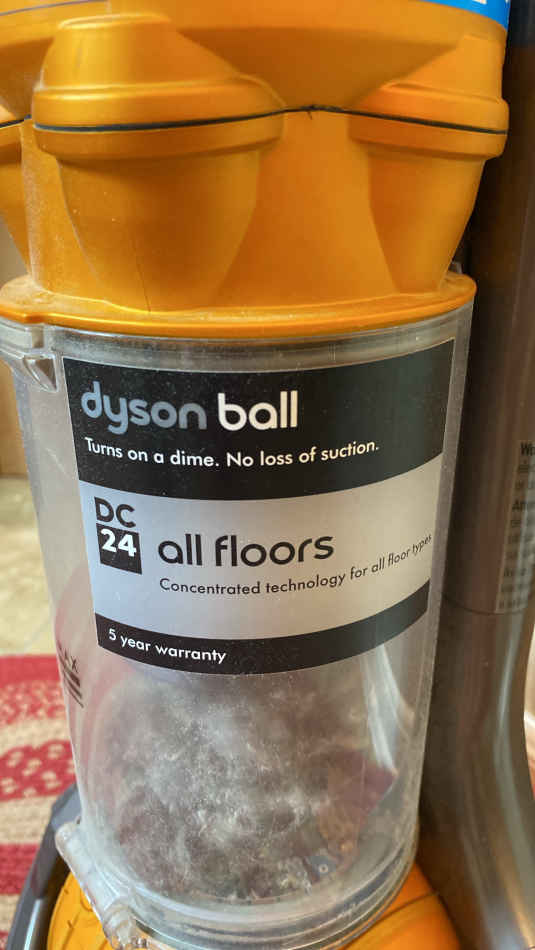 dyson ball
Turns on a dime. No loss of suction.
DC
24
all floors
Concentrated technology for all floor types
5 year warranty